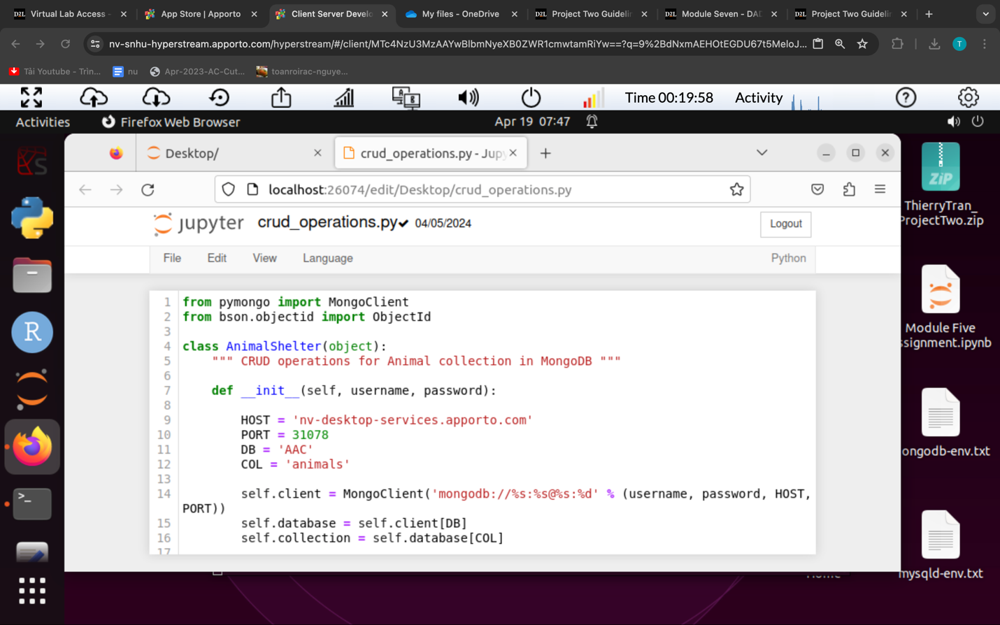 Virtual Lab Access -
App Store | Apporto
Client Server Develo
My files - OneDrive
Project Two Guidelin
Module Seven - DAD
Project Two Guidelin
nv-snhu-hyperstream.apporto.com/hyperstream/#/client/MTc4NzU3MzAAYwBlbmNyeXB0ZWR1cmwtamRiYw==?q=9%2BdNxmAEHOtEGDU67t5MeloJ...
T
Tải Youtube - Trìn...
nu
Apr-2023-AC-Cut...
toanroirac-nguye...
Time 00:19:58
Activity
Activities
Firefox Web Browser
Apr 19 07:47
Desktop/
crud_operations.py - Jupy
localhost:26074/edit/Desktop/crud_operations.py
jupyter
crud_operations.py✔ 04/05/2024
Logout
File
Edit
View
Language
Python
1 from pymongo import MongoClient
2 from bson.objectid import ObjectId
3
4 class AnimalShelter(object):
5 """ CRUD operations for Animal collection in MongoDB """
6
7 def __init__(self, username, password):
8
9 HOST = 'nv-desktop-services.apporto.com'
10 PORT = 31078
11 DB = 'AAC'
12 COL = 'animals'
13
14 self.client = MongoClient('mongodb://%s:%s@%s:%d' % (username, password, HOST,
PORT))
15 self.database = self.client[DB]
16 self.collection = self.database[COL]
17
ZiP
ThierryTran_
ProjectTwo.zip
Module Five
ssignment.ipynb
ongodb-env.txt
mysqld-env.txt
Home